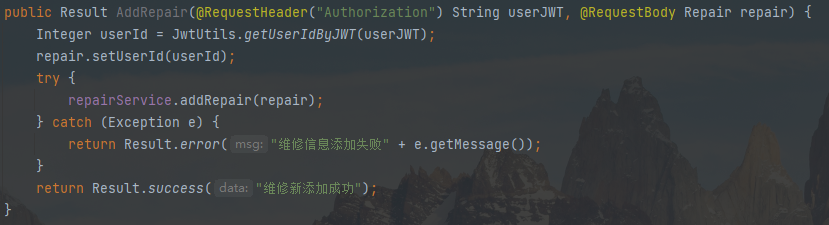 public Result AddRepair(@RequestHeader("Authorization") String userJWT, @RequestBody Repair repair) {
    Integer userId = JwtUtils.getUserIdByJWT(userJWT);
    repair.setUserId(userId);
    try {
        repairService.addRepair(repair);
    } catch (Exception e) {
        return Result.error( msg: "维修信息添加失败" + e.getMessage());
    }
    return Result.success( data: "维修新添加成功");
}